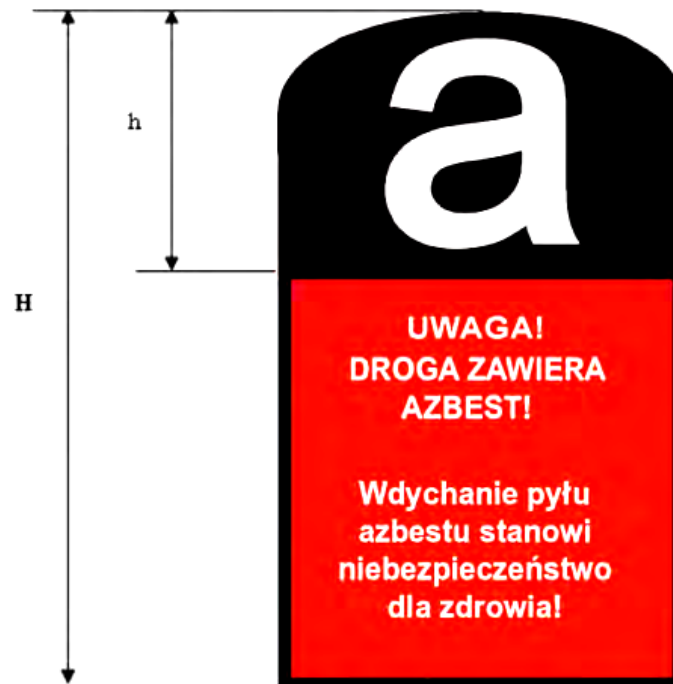 a
h
H
UWAGA!
DROGA ZAWIERA
AZBEST!
Wdychanie pyłu
azbestu stanowi
niebezpieczeństwo
dla zdrowia!